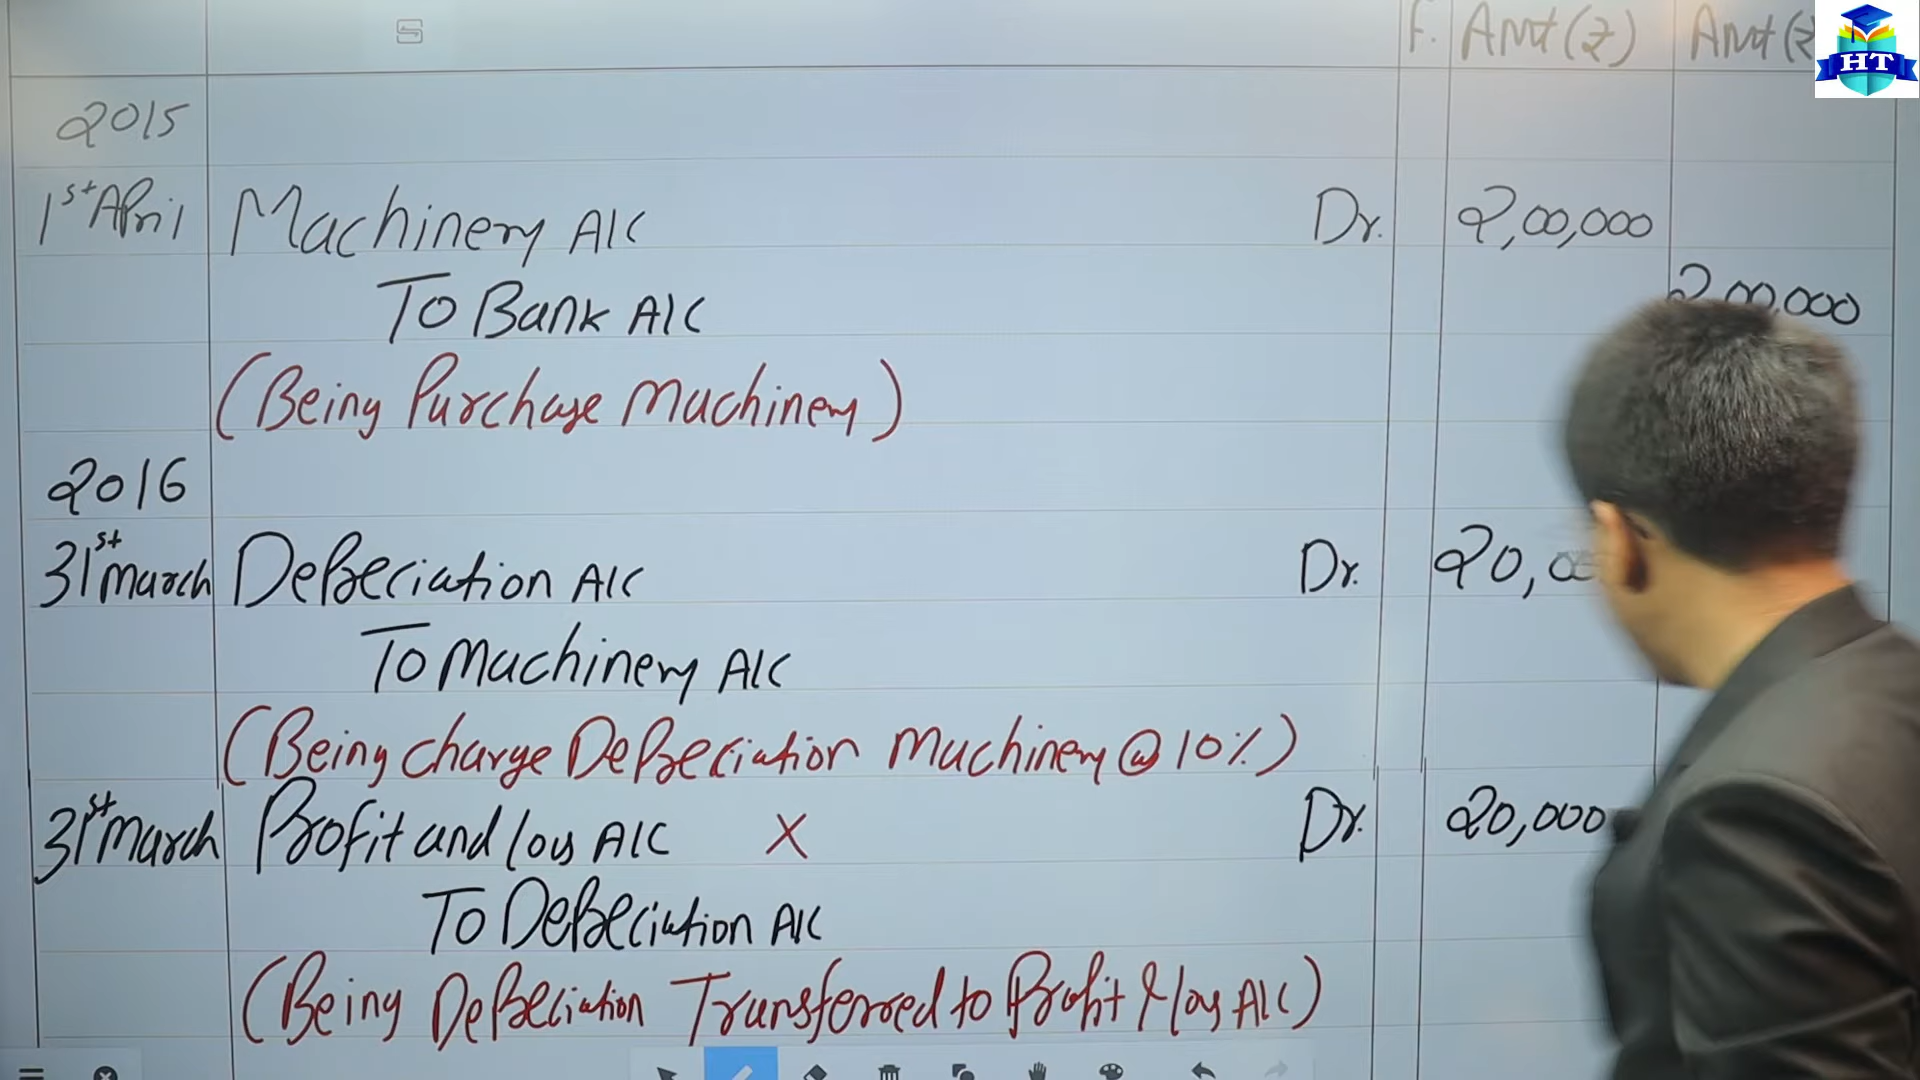 F. Amt(₹) Amt(₹
HT
2015
1st April Machinery A/C Dr. 2,00,000
To Bank A/C 2,00,000
(Being Purchase Machinery)
2016
31st March Depreciation A/C Dr. 20,00
To Machinery A/C
(Being charge Depreciation Machinery @ 10%)
31st March Profit and loss A/C X Dr. 20,000
To Depreciation A/C
(Being Depreciation Transferred to Profit & loss A/C)